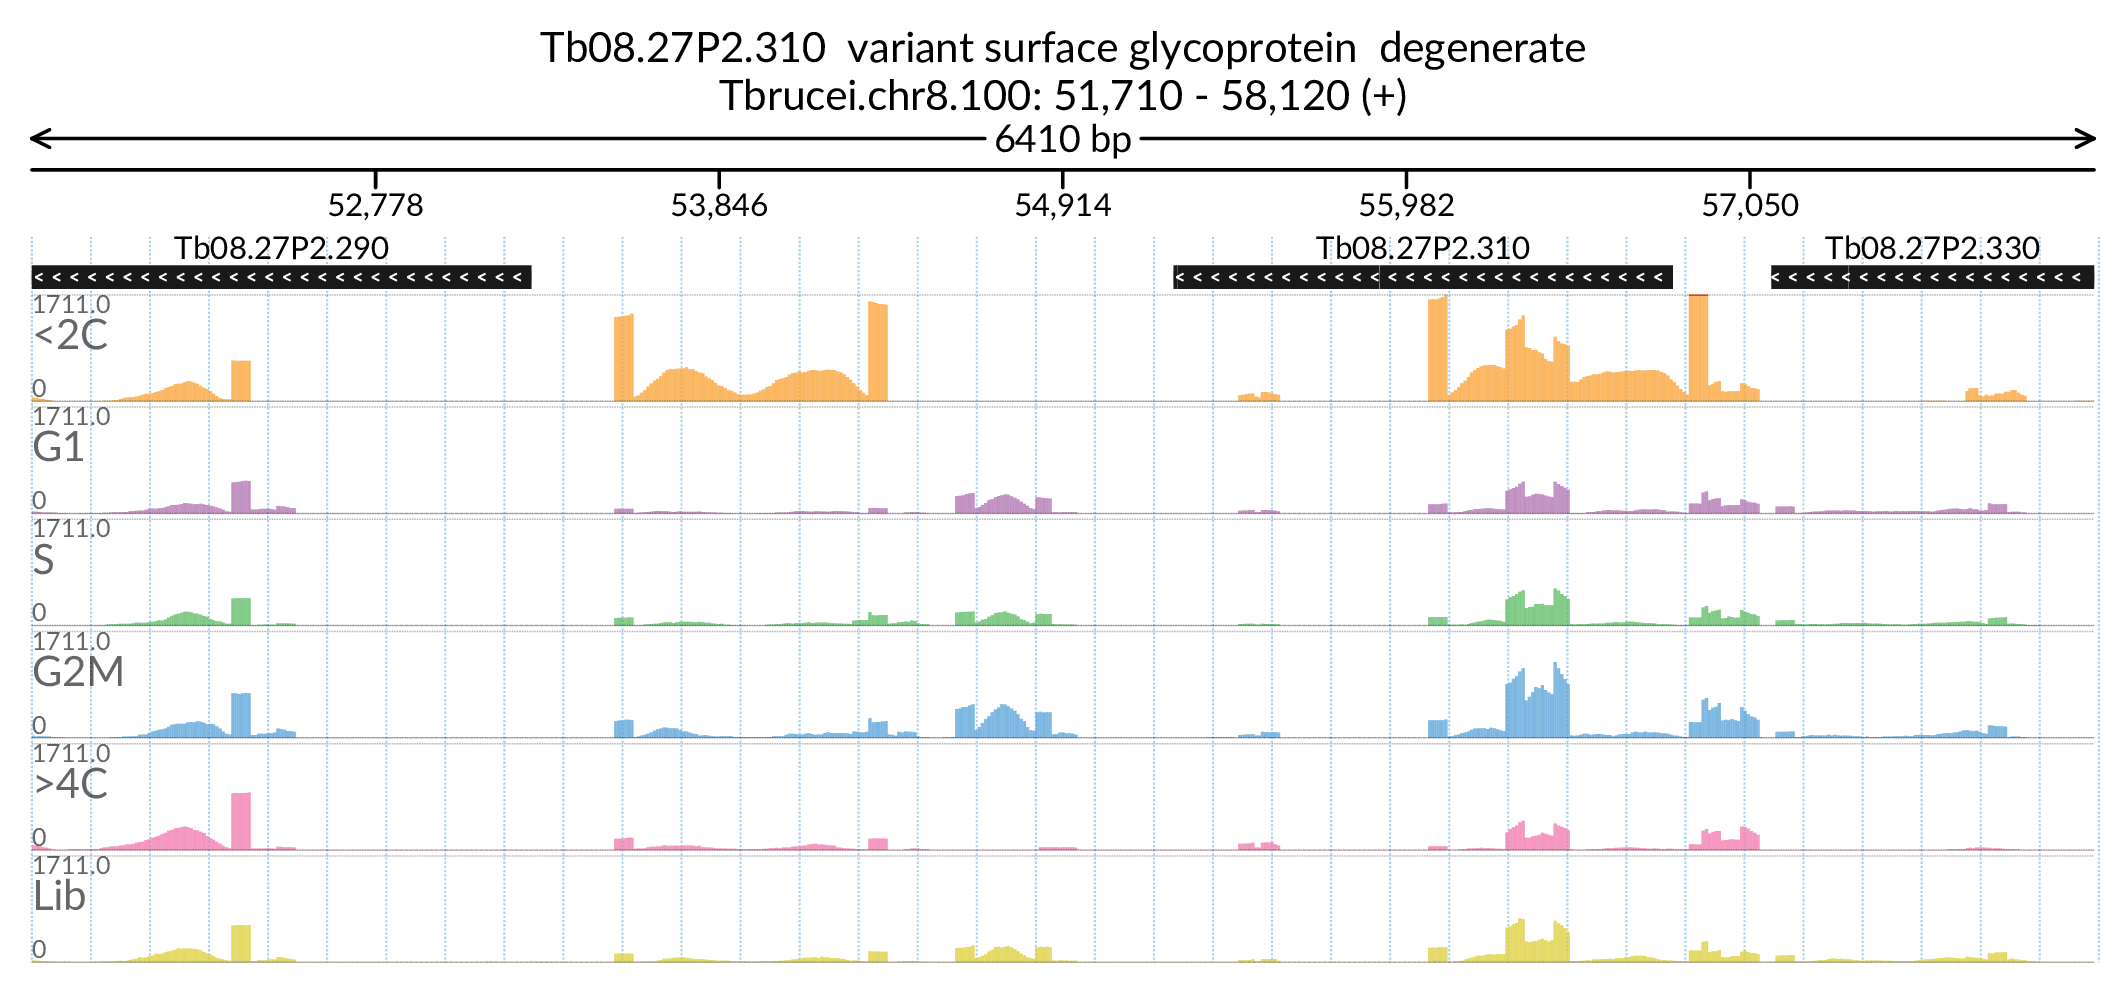 Tb08.27P2.310 variant surface glycoprotein degenerate
Tbrucei.chr8.100: 51,710 - 58,120 (+)
6410 bp
52,778 53,846 54,914 55,982 57,050
Tb08.27P2.290 Tb08.27P2.310 Tb08.27P2.330
1711.0
<2C
0
1711.0
G1
0
1711.0
S
0
1711.0
G2M
0
1711.0
>4C
0
1711.0
Lib
0